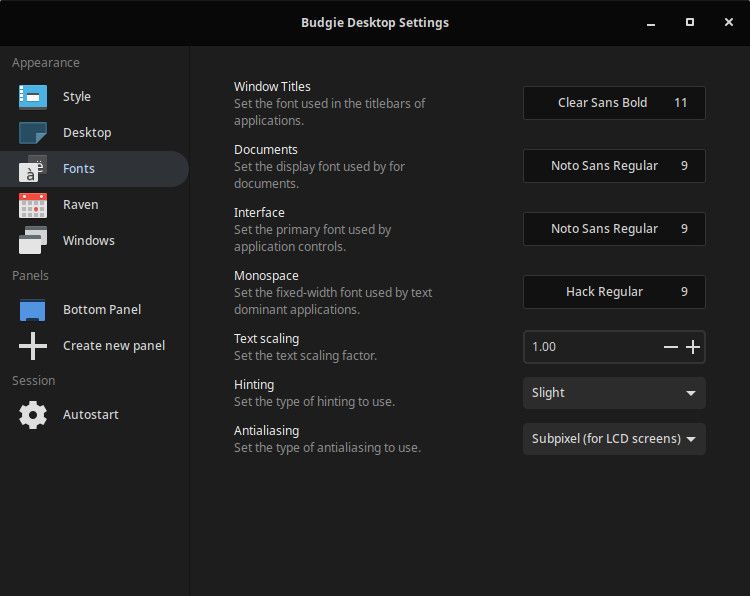 Budgie Desktop Settings
Appearance
Style
Desktop
Fonts
Raven
Windows
Panels
Bottom Panel
Create new panel
Session
Autostart
Window Titles
Set the font used in the titlebars of
applications.
Clear Sans Bold 11
Documents
Set the display font used by for
documents.
Noto Sans Regular 9
Interface
Set the primary font used by
application controls.
Noto Sans Regular 9
Monospace
Set the fixed-width font used by text
dominant applications.
Hack Regular 9
Text scaling
Set the text scaling factor.
1.00
Hinting
Set the type of hinting to use.
Slight
Antialiasing
Set the type of antialiasing to use.
Subpixel (for LCD screens)